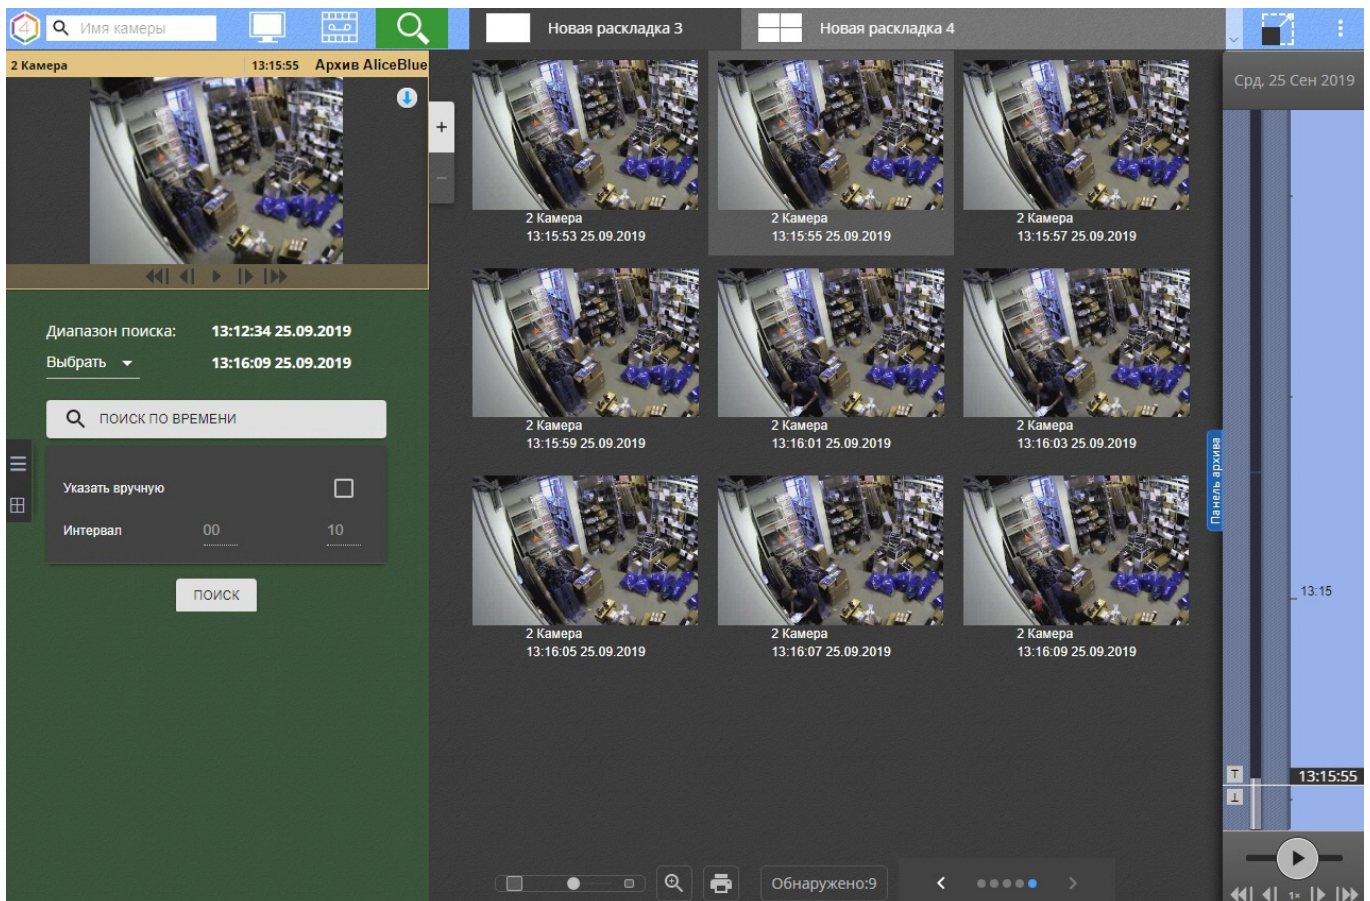 4
Имя камеры
Новая раскладка 3
Новая раскладка 4
2 Камера
13:15:55
Архив AliceBlue
Срд, 25 Сен 2019
+
−
2 Камера
13:15:53 25.09.2019
2 Камера
13:15:55 25.09.2019
2 Камера
13:15:57 25.09.2019
Диапазон поиска:
13:12:34 25.09.2019
Выбрать
13:16:09 25.09.2019
ПОИСК ПО ВРЕМЕНИ
Указать вручную
Интервал
00
10
ПОИСК
2 Камера
13:15:59 25.09.2019
2 Камера
13:16:01 25.09.2019
2 Камера
13:16:03 25.09.2019
Панель архива
2 Камера
13:16:05 25.09.2019
2 Камера
13:16:07 25.09.2019
2 Камера
13:16:09 25.09.2019
13:15
13:15:55
Обнаружено:9
1×